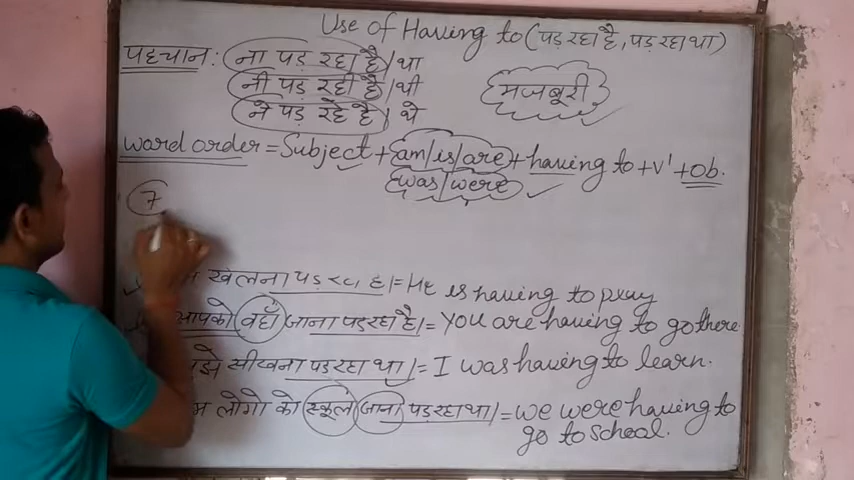 Use of Having to (पड़ रहा है, पड़ रहा था)
पहचान: ना पड़ रहा है / था
नी पड़ रही है / थी
ने पड़ रहे है / थे
मजबूरी
word order = Subject + am/is/are + having to + v' + ob.
was/were
7
खेलना पड़ रहा है = He is having to play
आपको वहाँ जाना पड़ रहा है = You are having to go there
सीखना पड़ रहा था = I was having to learn.
लोगो को स्कूल जाना पड़ रहा था = we were having to
go to school.